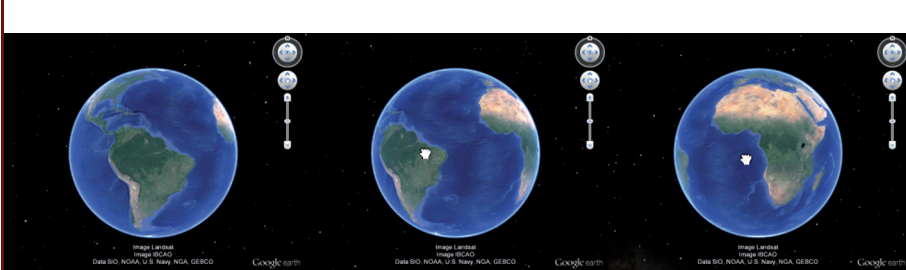 Image Landsat
Image IBCAO
Data SIO, NOAA, U.S. Navy, NGA, GEBCO
Google earth
Image Landsat
Image IBCAO
Data SIO, NOAA, U.S. Navy, NGA, GEBCO
Google earth
Image Landsat
Image IBCAO
Data SIO, NOAA, U.S. Navy, NGA, GEBCO
Google earth